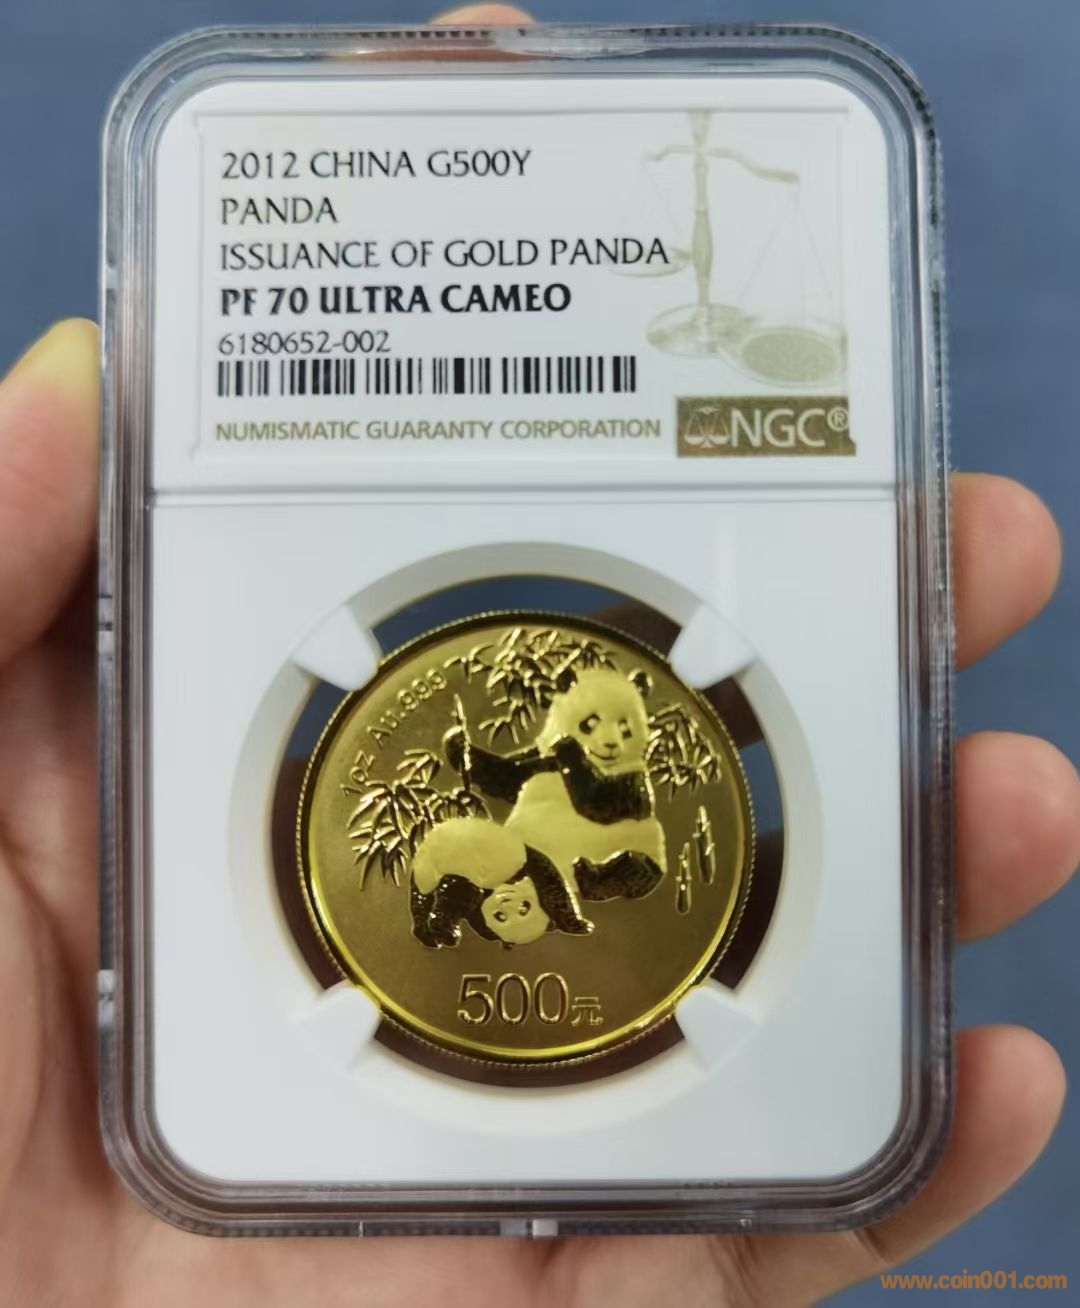 2012 CHINA G500Y
PANDA
ISSUANCE OF GOLD PANDA
PF 70 ULTRA CAMEO
6180652-002
NUMISMATIC GUARANTY CORPORATION
NGC®
1oz Au.999
500元
www.coin001.com